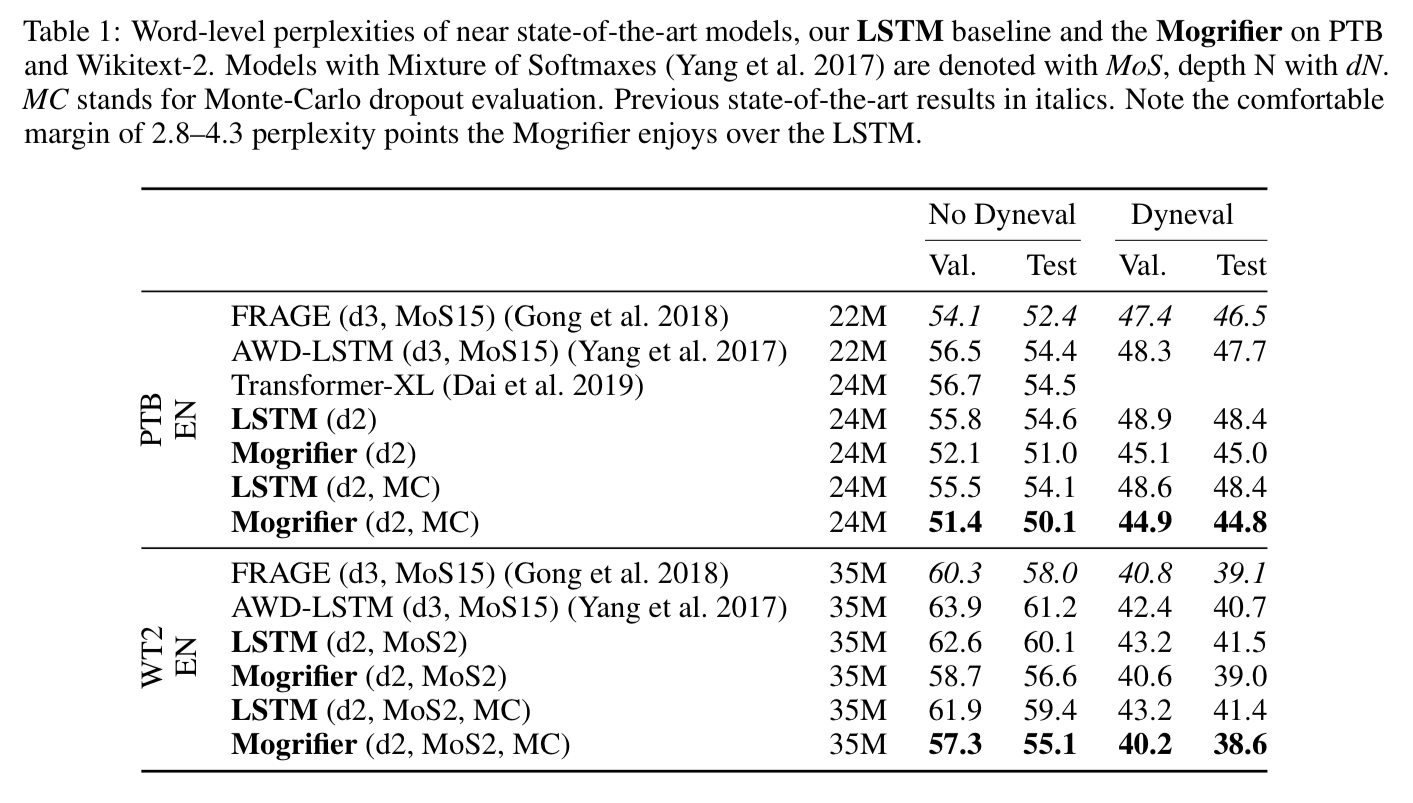 Table 1: Word-level perplexities of near state-of-the-art models, our LSTM baseline and the Mogrifier on PTB
and Wikitext-2. Models with Mixture of Softmaxes (Yang et al. 2017) are denoted with MoS, depth N with dN.
MC stands for Monte-Carlo dropout evaluation. Previous state-of-the-art results in italics. Note the comfortable
margin of 2.8–4.3 perplexity points the Mogrifier enjoys over the LSTM.
No Dyneval Dyneval
Val. Test Val. Test
PTB
EN
FRAGE (d3, MoS15) (Gong et al. 2018) 22M 54.1 52.4 47.4 46.5
AWD-LSTM (d3, MoS15) (Yang et al. 2017) 22M 56.5 54.4 48.3 47.7
Transformer-XL (Dai et al. 2019) 24M 56.7 54.5
LSTM (d2) 24M 55.8 54.6 48.9 48.4
Mogrifier (d2) 24M 52.1 51.0 45.1 45.0
LSTM (d2, MC) 24M 55.5 54.1 48.6 48.4
Mogrifier (d2, MC) 24M 51.4 50.1 44.9 44.8
WT2
EN
FRAGE (d3, MoS15) (Gong et al. 2018) 35M 60.3 58.0 40.8 39.1
AWD-LSTM (d3, MoS15) (Yang et al. 2017) 35M 63.9 61.2 42.4 40.7
LSTM (d2, MoS2) 35M 62.6 60.1 43.2 41.5
Mogrifier (d2, MoS2) 35M 58.7 56.6 40.6 39.0
LSTM (d2, MoS2, MC) 35M 61.9 59.4 43.2 41.4
Mogrifier (d2, MoS2, MC) 35M 57.3 55.1 40.2 38.6